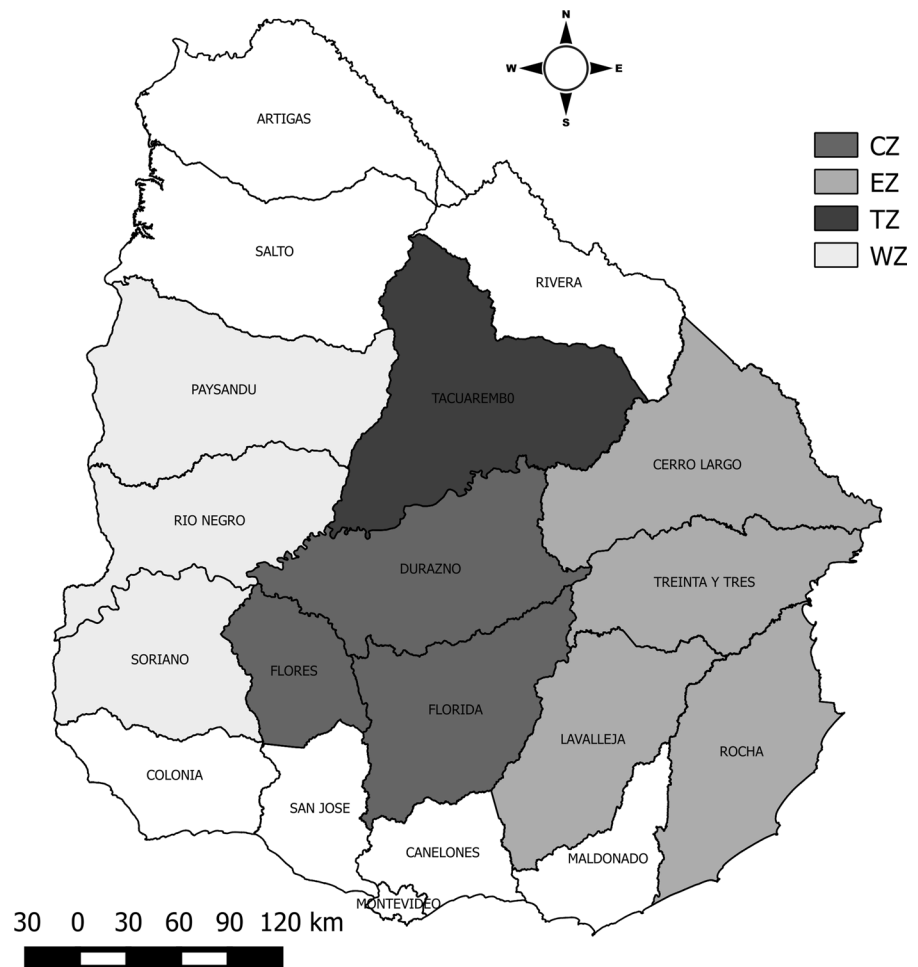 N
W E
S
ARTIGAS
CZ
EZ
TZ
WZ
SALTO
RIVERA
PAYSANDU
TACUAREMB0
CERRO LARGO
RIO NEGRO
DURAZNO
TREINTA Y TRES
SORIANO
FLORES
FLORIDA
LAVALLEJA
ROCHA
COLONIA
SAN JOSE
CANELONES
MALDONADO
MONTEVIDEO
30 0 30 60 90 120 km